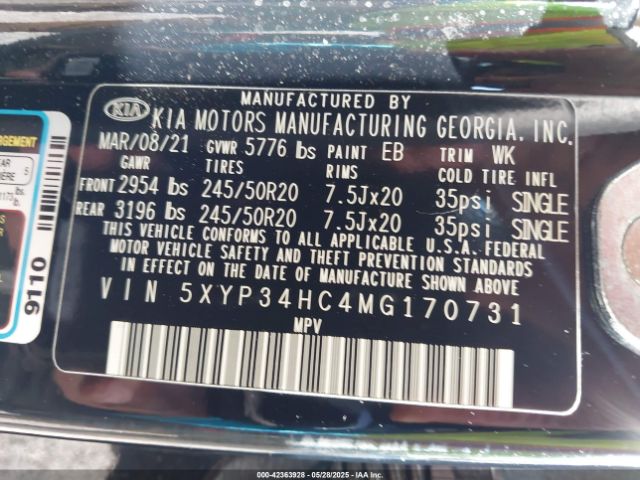 MANUFACTURED BY
KIA KIA MOTORS MANUFACTURING GEORGIA, INC.
MAR/08/21 GVWR 5776 lbs PAINT EB TRIM WK
GAWR TIRES RIMS COLD TIRE INFL
FRONT 2954 lbs 245/50R20 7.5Jx20 35psi SINGLE
REAR 3196 lbs 245/50R20 7.5Jx20 35psi SINGLE
THIS VEHICLE CONFORMS TO ALL APPLICABLE U.S.A. FEDERAL
MOTOR VEHICLE SAFETY AND THEFT PREVENTION STANDARDS
IN EFFECT ON THE DATE OF MANUFACTURE SHOWN ABOVE
VIN 5XYP34HC4MG170731
MPV
9110
00-42363928 - 05/28/2025 - COPYRIGHT © IAA